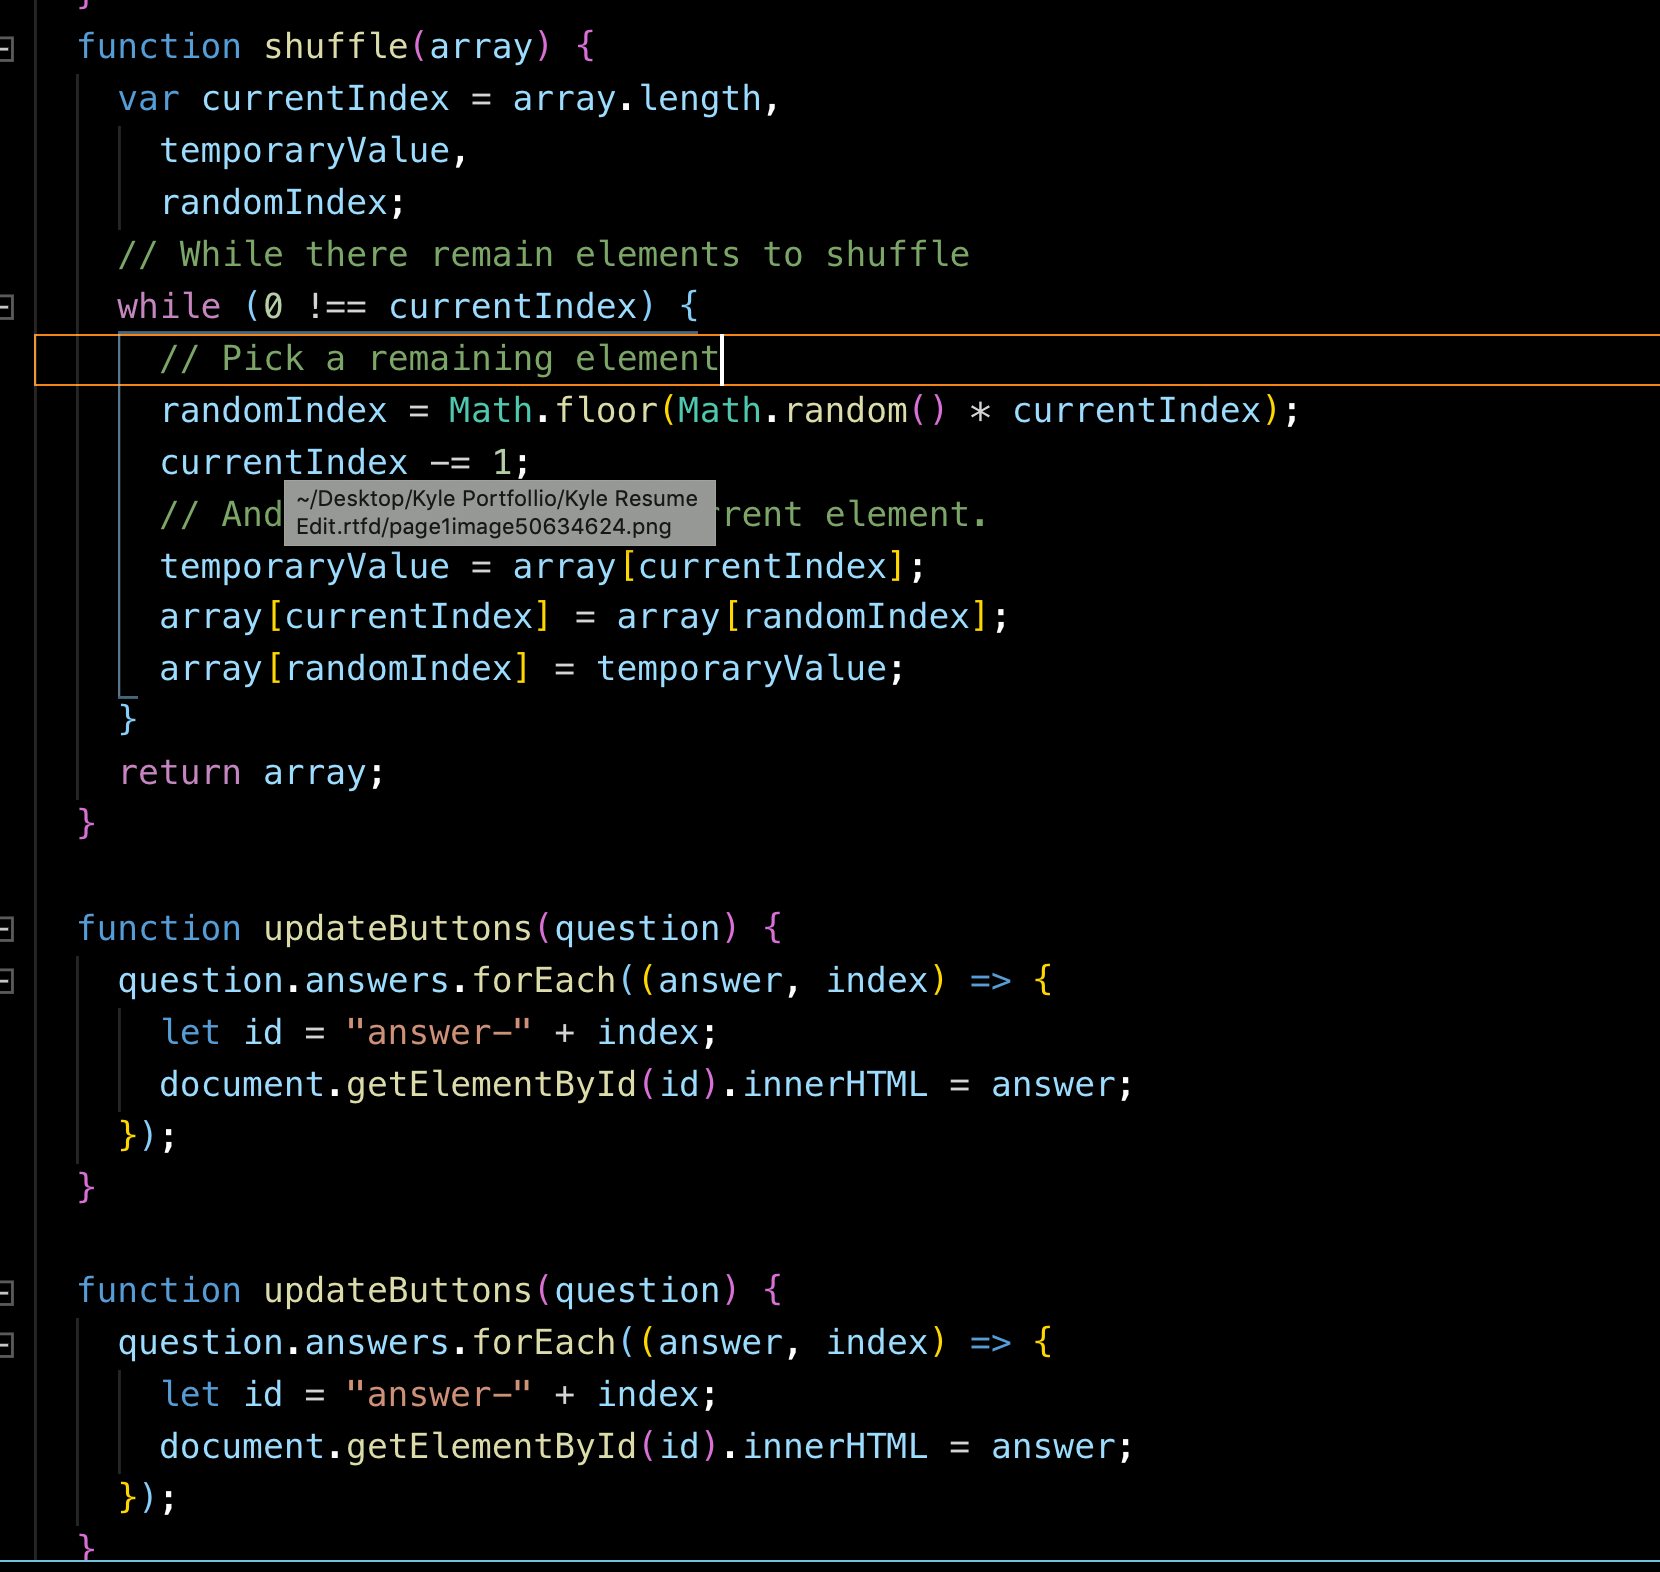 }
function shuffle(array) {
var currentIndex = array.length,
temporaryValue,
randomIndex;
// While there remain elements to shuffle
while (0 !== currentIndex) {
// Pick a remaining element
randomIndex = Math.floor(Math.random() * currentIndex);
currentIndex -= 1;
~/Desktop/Kyle Portfollio/Kyle Resume
Edit.rtfd/page1image50634624.png
// And rrent element.
temporaryValue = array[currentIndex];
array[currentIndex] = array[randomIndex];
array[randomIndex] = temporaryValue;
}
return array;
}
function updateButtons(question) {
question.answers.forEach((answer, index) => {
let id = "answer-" + index;
document.getElementById(id).innerHTML = answer;
});
}
function updateButtons(question) {
question.answers.forEach((answer, index) => {
let id = "answer-" + index;
document.getElementById(id).innerHTML = answer;
});
}